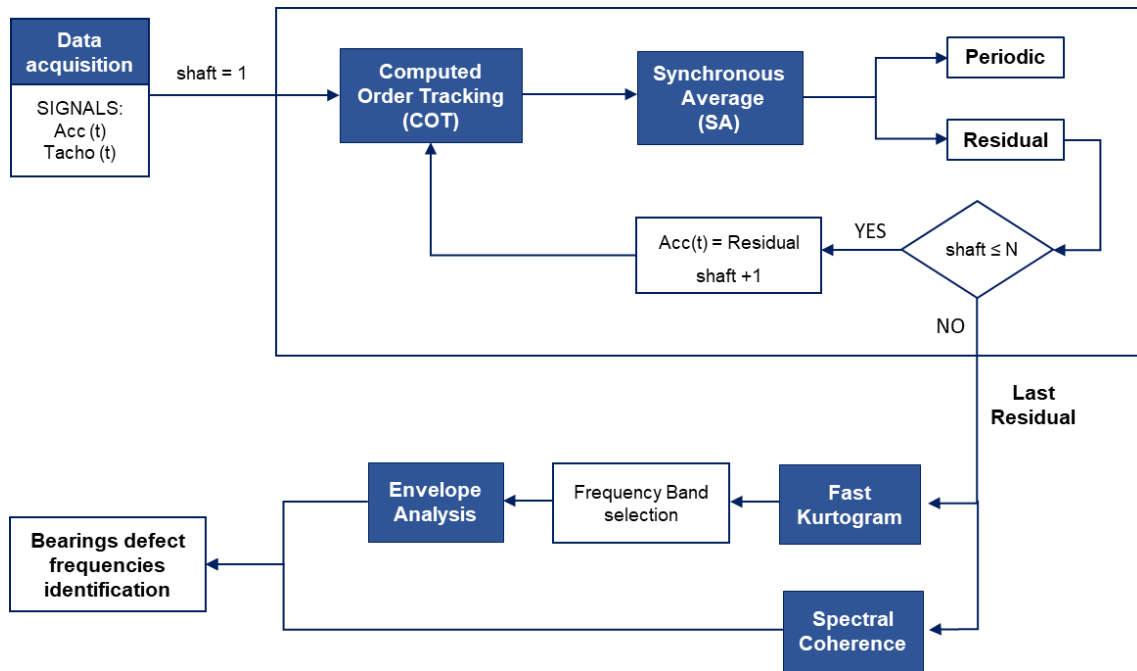 Data
acquisition
SIGNALS:
Acc (t)
Tacho (t)
shaft = 1
Computed
Order Tracking
(COT)
Synchronous
Average
(SA)
Periodic
Residual
shaft ≤ N
YES
Acc(t) = Residual
shaft +1
NO
Last
Residual
Fast
Kurtogram
Frequency Band
selection
Envelope
Analysis
Spectral
Coherence
Bearings defect
frequencies
identification